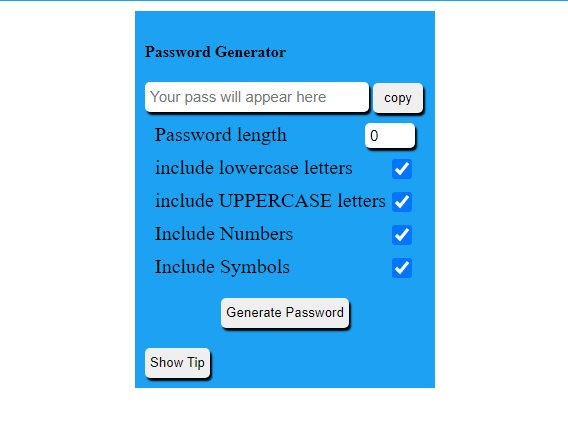 Password Generator
Your pass will appear here copy
Password length 0
include lowercase letters
include UPPERCASE letters
Include Numbers
Include Symbols
Generate Password
Show Tip